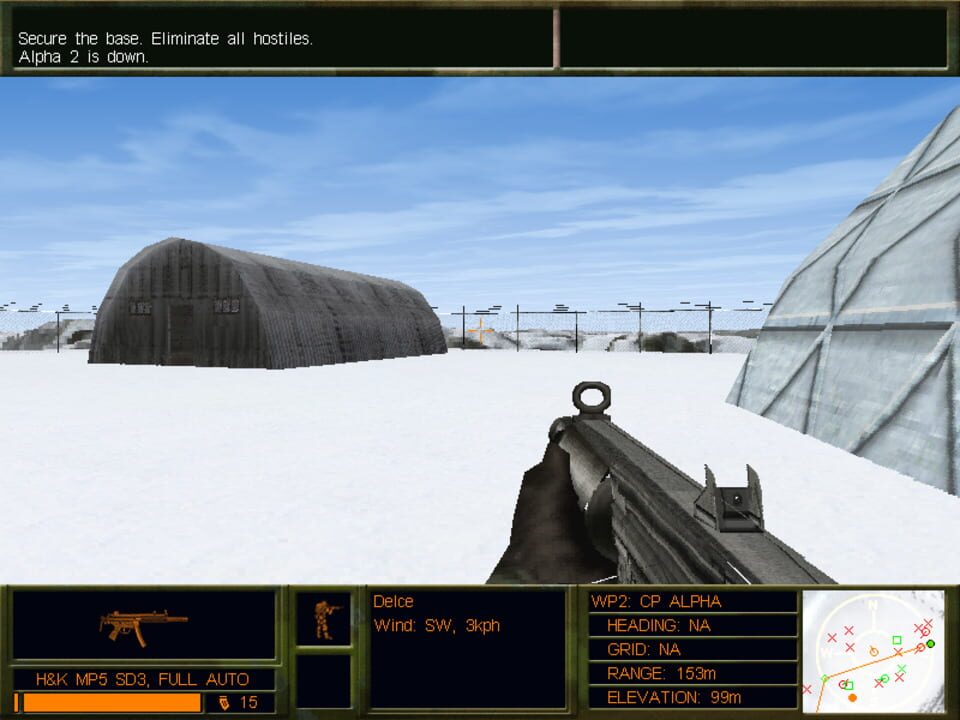 Secure the base. Eliminate all hostiles.
Alpha 2 is down.
H&K MP5 SD3, FULL AUTO
15
Delce
Wind: SW, 3kph
WP2: CP ALPHA
HEADING: NA
GRID: NA
RANGE: 153m
ELEVATION: 99m
N
W